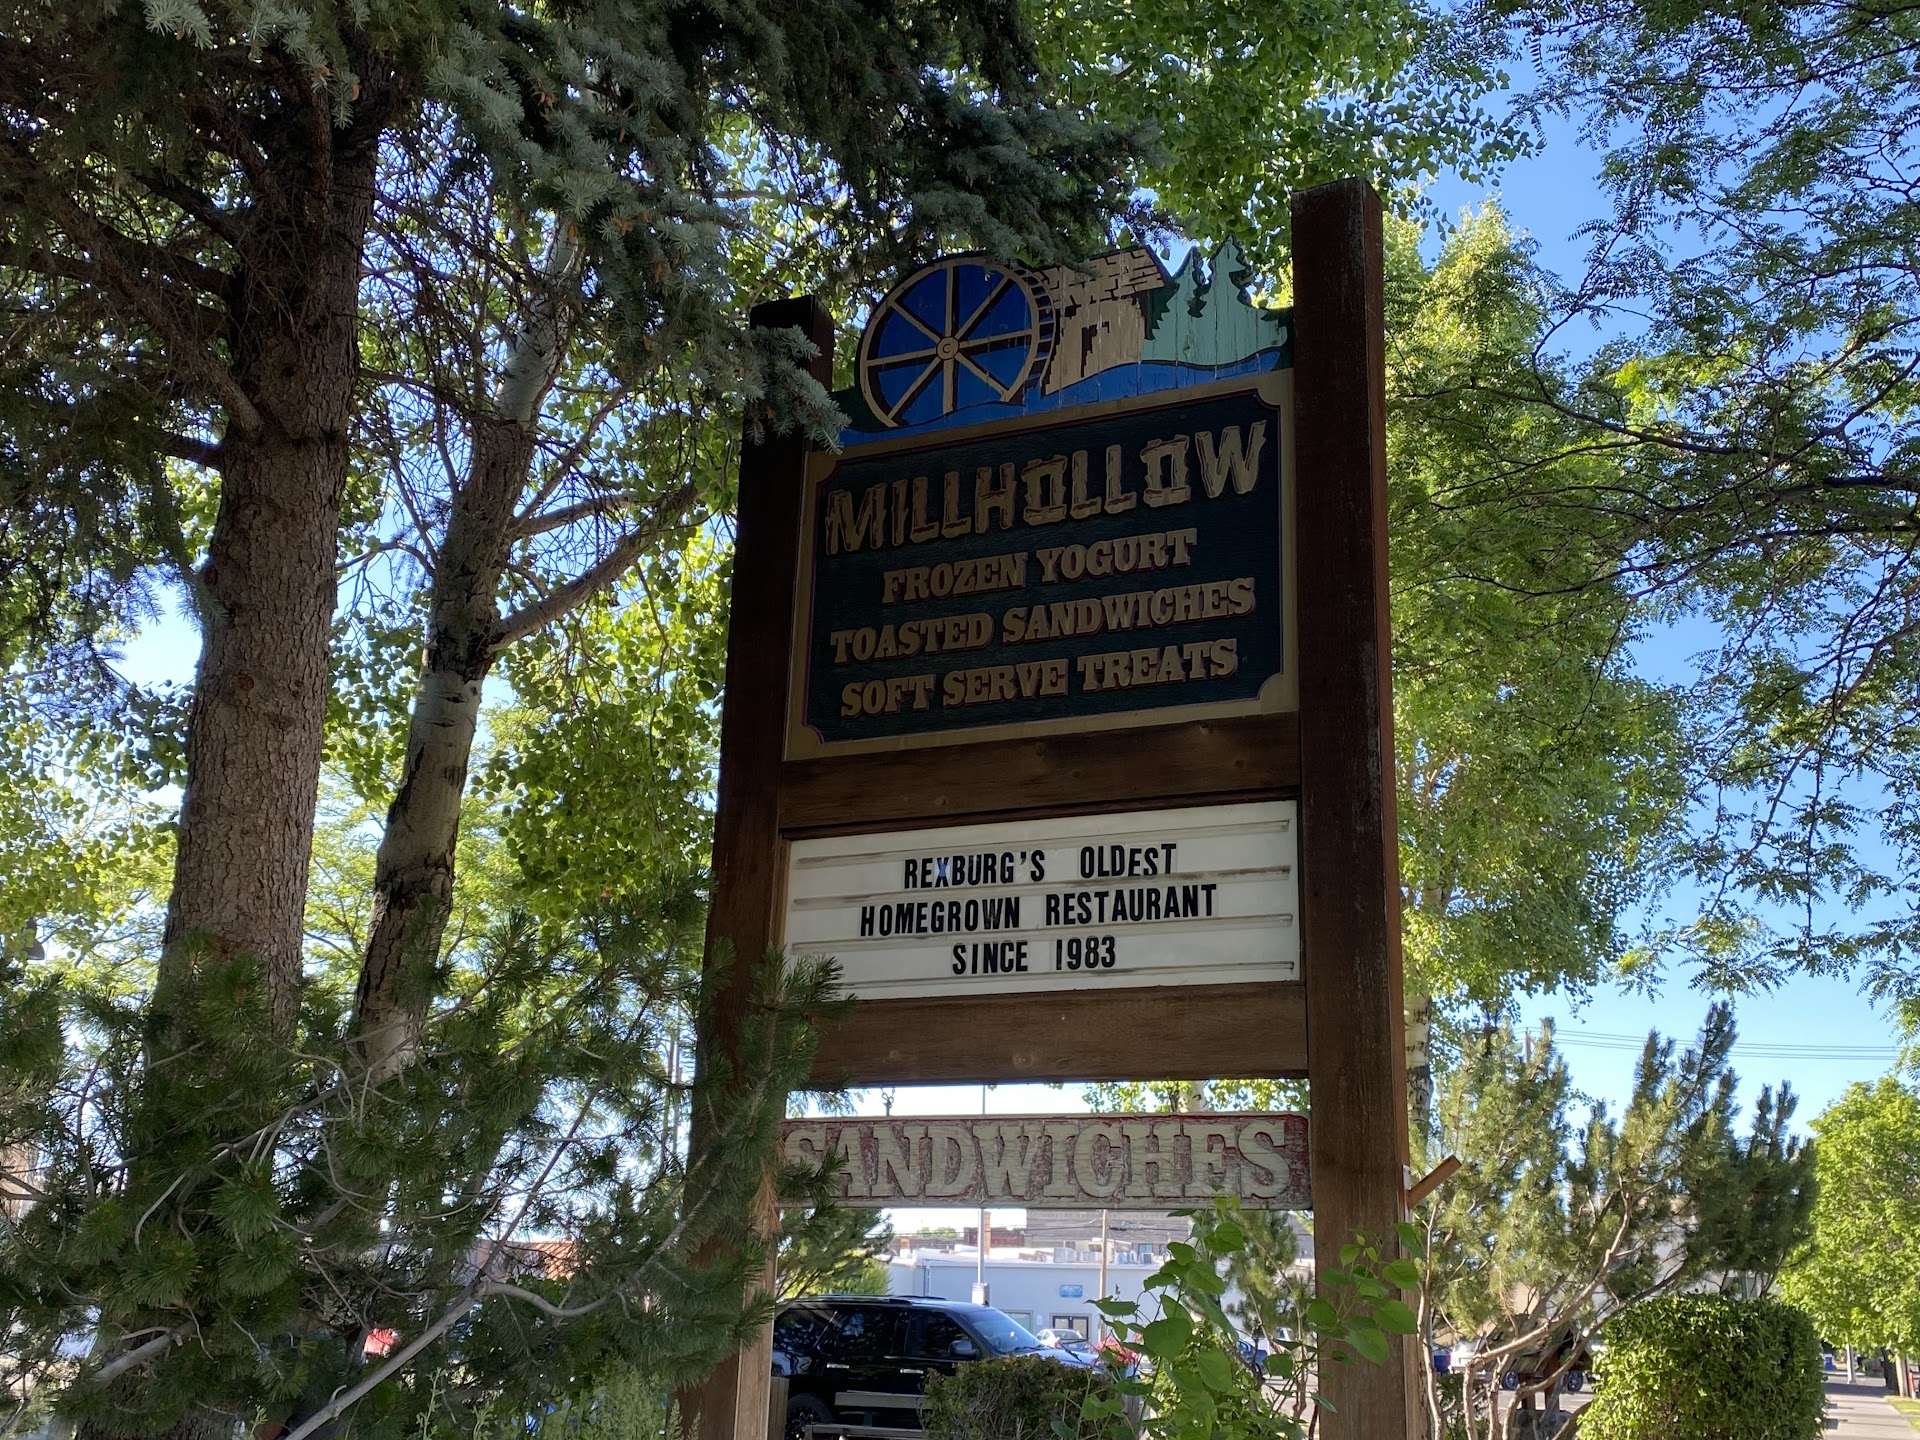 MILLHOLLOW
FROZEN YOGURT
TOASTED SANDWICHES
SOFT SERVE TREATS
REXBURG'S OLDEST
HOMEGROWN RESTAURANT
SINCE 1983
SANDWICHES